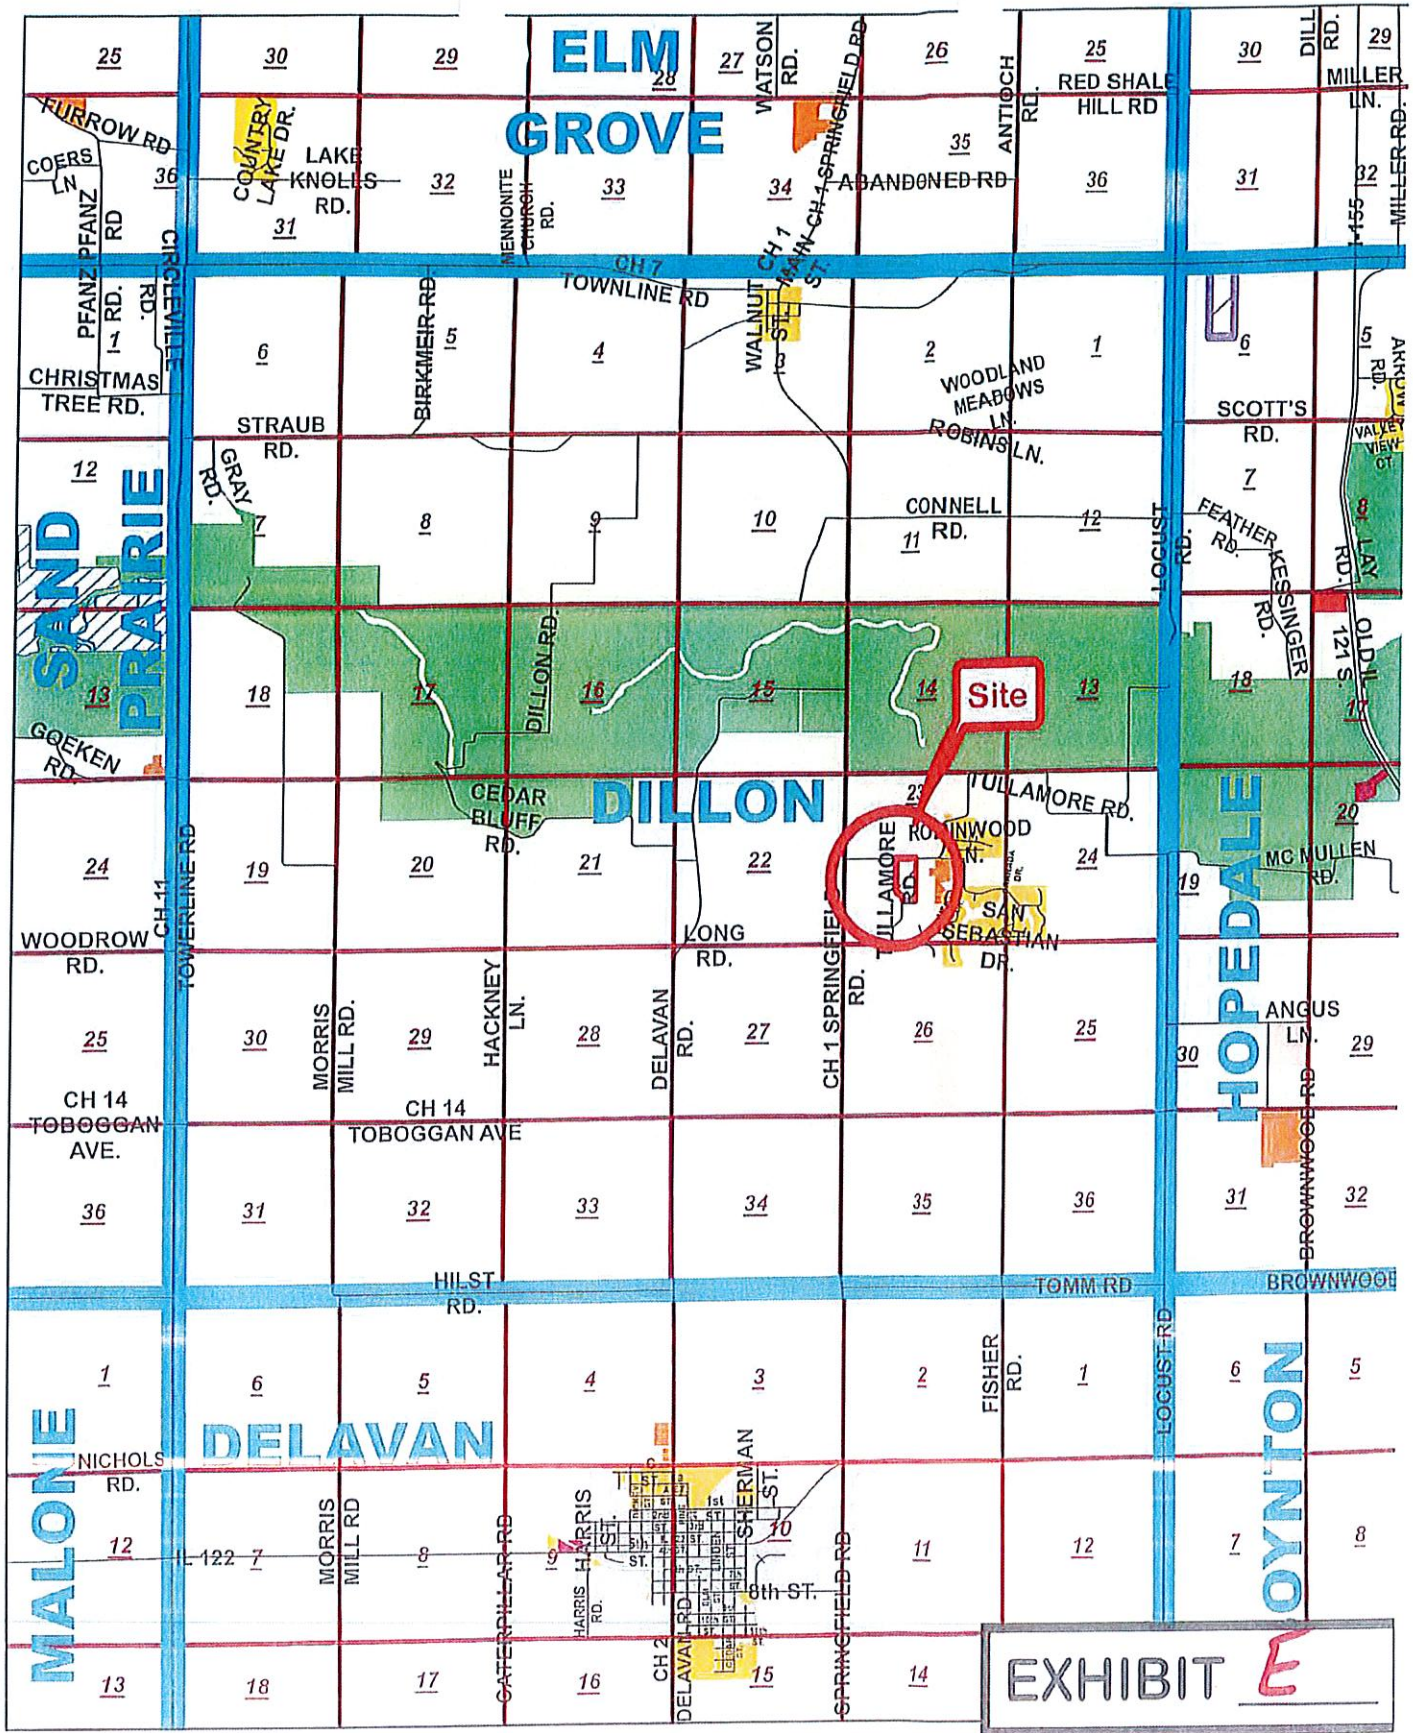 25
30
29
ELM
28
27
WATSON
RD.
26
25
30
DILL
RD.
29
FURROW RD
COUNTRY
LAKE DR.
GROVE
CH 1 SPRINGFIELD RD
ANTIOCH
RD.
RED SHALE
HILL RD
MILLER
LN.
MILLER RD.
COERS
LN
36
LAKE
KNOLLS
RD.
31
32
33
34
35
ABANDONED RD
36
31
32
I-155
PFANZ
RD.
PFANZ
RD
CIRCLEVILLE
RD.
MENNONITE
CHURCH
RD.
CH 7
TOWNLINE RD
CH 1
MAIN
ST.
WALNUT
ST.
1
6
BIRKMEIR RD
5
4
3
2
1
6
5
CHRISTMAS
TREE RD.
STRAUB
RD.
WOODLAND
MEADOWS
LN.
ROBINS LN.
SCOTT'S
RD.
RD.
VALLEY
VIEW
CT.
12
SAND
PRAIRIE
GRAY
RD.
7
8
9
10
CONNELL
RD.
11
12
LOCUST
RD.
7
FEATHER
RD.
KESSINGER
RD.
8
LAY
RD.
OLD IL
121 S.
13
GOEKEN
RD.
18
17
DILLON RD.
16
15
14
Site
13
18
17
CEDAR
BLUFF
RD.
DILLON
23
TULLAMORE RD.
24
19
20
21
22
TULLAMORE
RD.
24
HOPEDALE
19
20
MC MULLEN
RD.
CH 11
TOWERLINE RD
WOODROW
RD.
LONG
RD.
CH 1 SPRINGFIELD
RD.
SAN
SEBASTIAN
DR.
25
30
MORRIS
MILL RD.
29
HACKNEY
LN.
28
DELAVAN
RD.
27
26
25
30
ANGUS
LN.
29
CH 14
TOBOGGAN
AVE.
CH 14
TOBOGGAN AVE
BROWNWOOD RD
36
31
32
33
34
35
36
31
32
HILST
RD.
TOMM RD
BROWNWOOD
1
6
5
4
3
2
FISHER
RD.
1
LOCUST RD
6
5
MALONE
NICHOLS
RD.
DELAVAN
SHERMAN
ST.
OYNTON
1st
ST.
12
IL-122
7
MORRIS
MILL RD
8
CATERPILLAR RD
9
HARRIS
ST.
HARRIS
RD.
10
8th ST.
SPRINGFIELD RD
11
12
7
8
13
18
17
16
CH 2
DELAVAN RD
15
14
EXHIBIT E